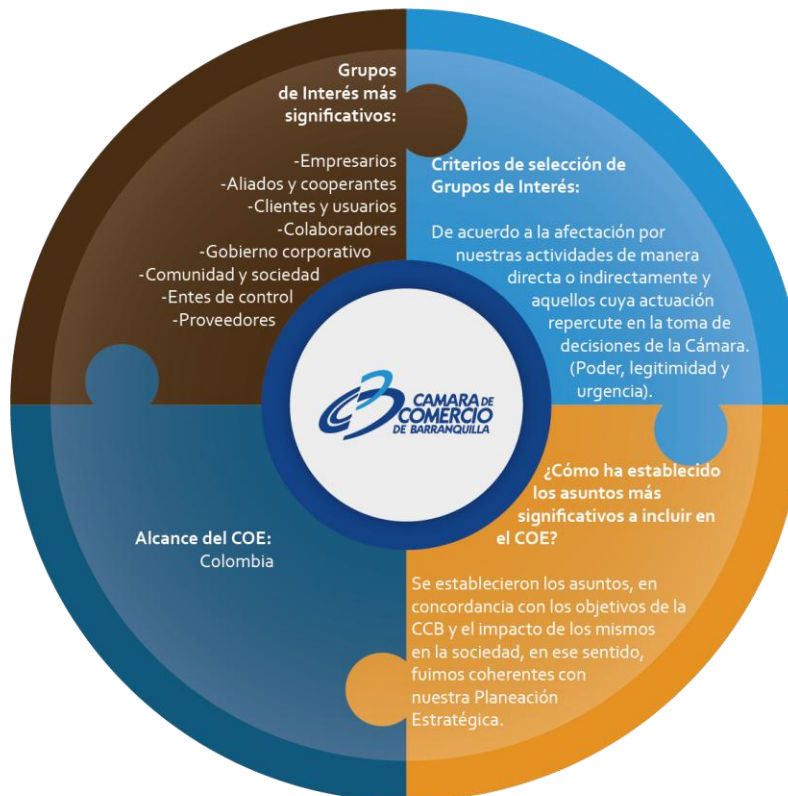 Grupos
de Interés más
significativos:
-Empresarios
-Aliados y cooperantes
-Clientes y usuarios
-Colaboradores
-Gobierno corporativo
-Comunidad y sociedad
-Entes de control
-Proveedores
Criterios de selección de
Grupos de Interés:
De acuerdo a la afectación por
nuestras actividades de manera
directa o indirectamente y
aquellos cuya actuación
repercute en la toma de
decisiones de la Cámara.
(Poder, legitimidad y
urgencia).
CAMARA DE
COMERCIO
DE BARRANQUILLA
Alcance del COE:
Colombia
¿Cómo ha establecido
los asuntos más
significativos a incluir en
el COE?
Se establecieron los asuntos, en
concordancia con los objetivos de la
CCB y el impacto de los mismos
en la sociedad, en ese sentido,
fuimos coherentes con
nuestra Planeación
Estratégica.